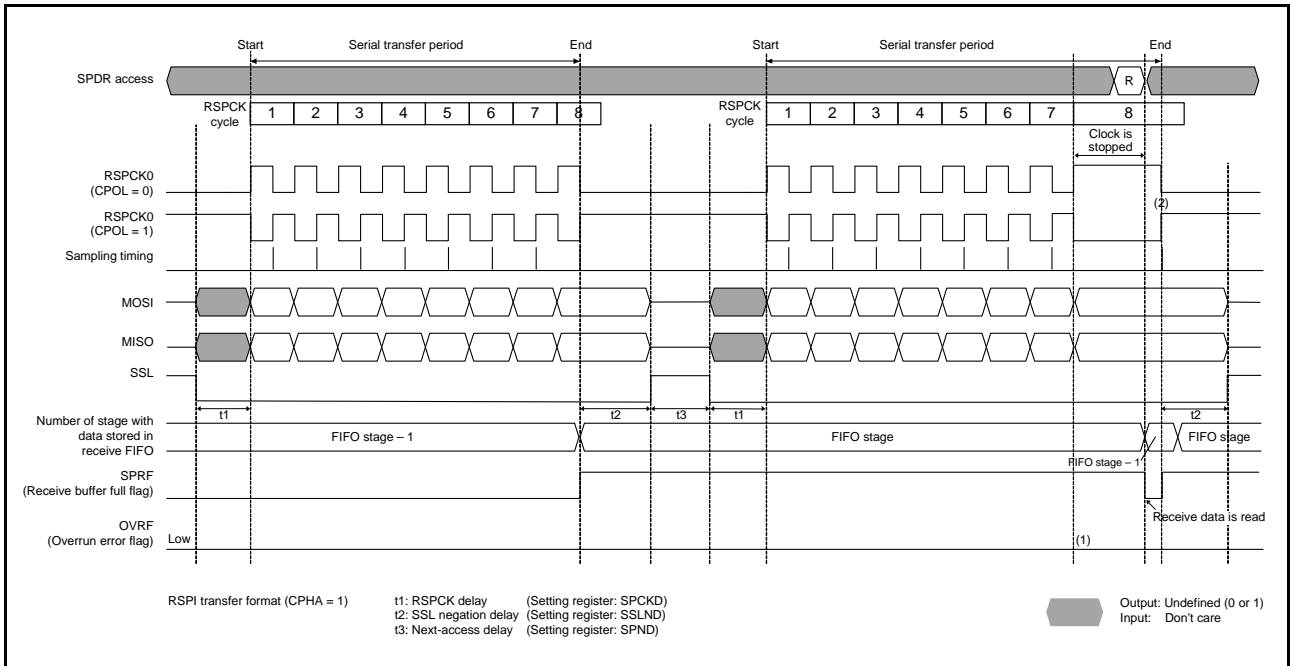 Start Serial transfer period End Start Serial transfer period End
SPDR access R
RSPCK cycle 1 2 3 4 5 6 7 8 RSPCK cycle 1 2 3 4 5 6 7 8
Clock is stopped
RSPCK0
(CPOL = 0)
(2)
RSPCK0
(CPOL = 1)
Sampling timing
MOSI
MISO
SSL
t1 t2 t3 t1 t2
Number of stage with
data stored in
receive FIFO
FIFO stage – 1 FIFO stage FIFO stage
FIFO stage – 1
SPRF
(Receive buffer full flag)
Receive data is read
OVRF
(Overrun error flag)
Low (1)
RSPI transfer format (CPHA = 1)
t1: RSPCK delay (Setting register: SPCKD)
t2: SSL negation delay (Setting register: SSLND)
t3: Next-access delay (Setting register: SPND)
Output: Undefined (0 or 1)
Input: Don't care